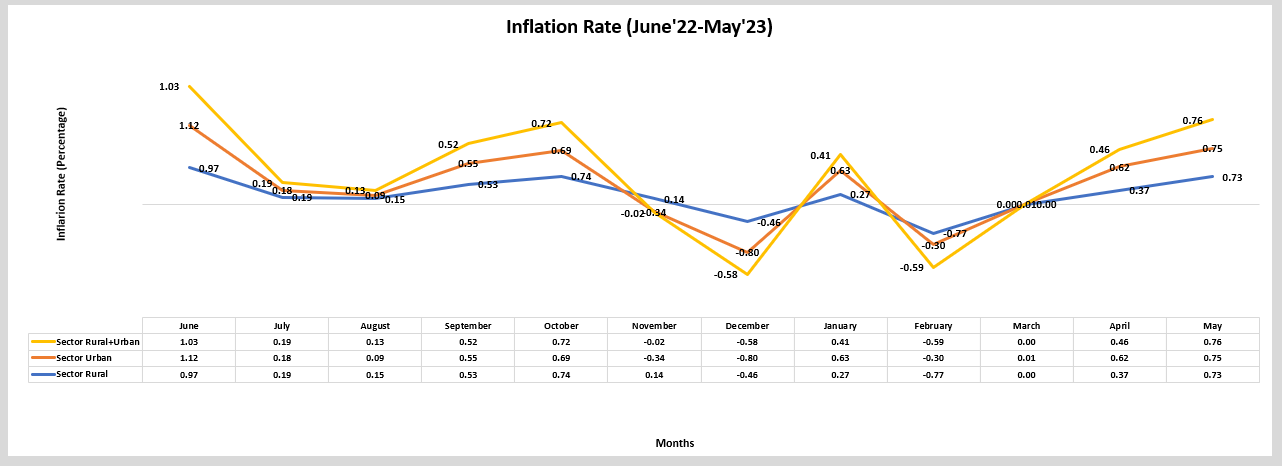 Inflation Rate (June'22-May'23)
Inflarion Rate (Percentage)
1.03 0.19 0.13 0.52 0.72 -0.02 -0.58 0.41 -0.59 0.00 0.46 0.76
1.12 0.18 0.09 0.55 0.69 -0.34 -0.80 0.63 -0.30 0.01 0.62 0.75
0.97 0.19 0.15 0.53 0.74 0.14 -0.46 0.27 -0.77 0.00 0.37 0.73
June July August September October November December January February March April May
Sector Rural+Urban 1.03 0.19 0.13 0.52 0.72 -0.02 -0.58 0.41 -0.59 0.00 0.46 0.76
Sector Urban 1.12 0.18 0.09 0.55 0.69 -0.34 -0.80 0.63 -0.30 0.01 0.62 0.75
Sector Rural 0.97 0.19 0.15 0.53 0.74 0.14 -0.46 0.27 -0.77 0.00 0.37 0.73
Months